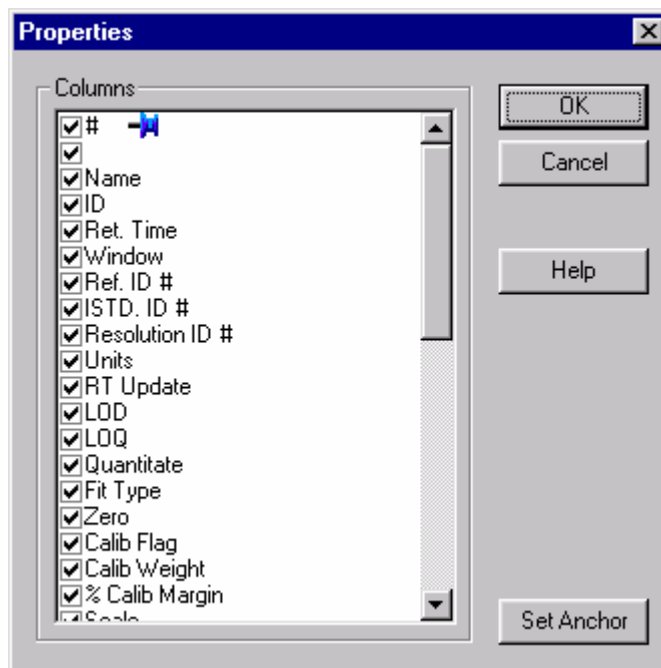 Properties
Columns
#
Name
ID
Ret. Time
Window
Ref. ID #
ISTD. ID #
Resolution ID #
Units
RT Update
LOD
LOQ
Quantitate
Fit Type
Zero
Calib Flag
Calib Weight
% Calib Margin
Scale
OK
Cancel
Help
Set Anchor